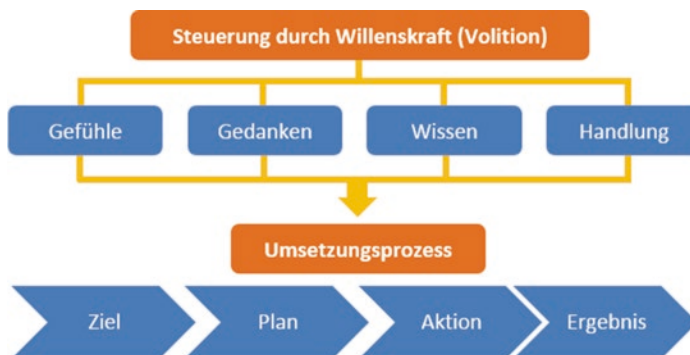 Steuerung durch Willenskraft (Volition)
Gefühle
Gedanken
Wissen
Handlung
Umsetzungsprozess
Ziel
Plan
Aktion
Ergebnis